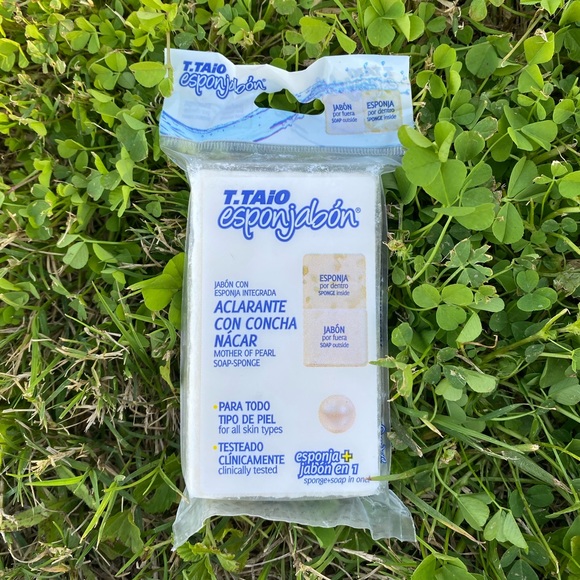 T.TAiO
esponjabón
JABÓN
por fuera
SOAP outside
ESPONJA
por dentro
SPONGE inside
T.TAiO
esponjabón®
JABÓN CON
ESPONJA INTEGRADA
ACLARANTE
CON CONCHA
NÁCAR
MOTHER OF PEARL
SOAP-SPONGE
ESPONJA
por dentro
SPONGE inside
JABÓN
por fuera
SOAP outside
• PARA TODO
TIPO DE PIEL
for all skin types
• TESTEADO
CLÍNICAMENTE
clinically tested
esponja +
jabón en 1
sponge+soap in one